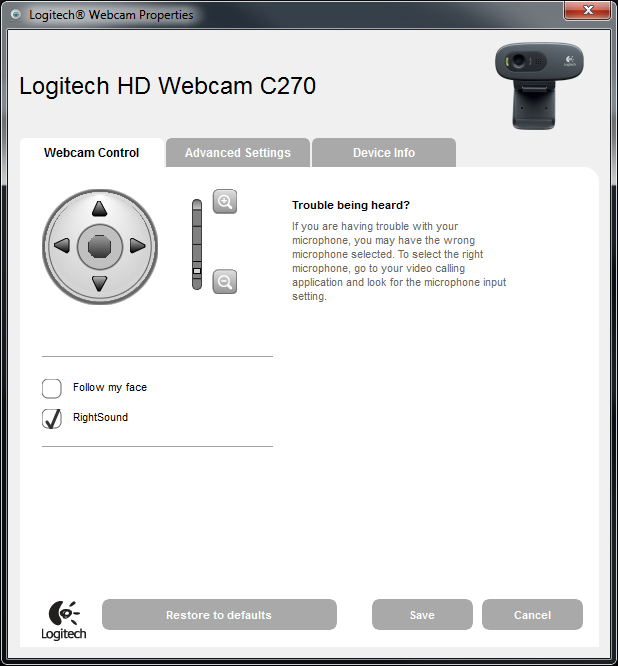 Logitech® Webcam Properties
Logitech HD Webcam C270
Webcam Control
Advanced Settings
Device Info
Trouble being heard?
If you are having trouble with your
microphone, you may have the wrong
microphone selected. To select the right
microphone, go to your video calling
application and look for the microphone input
setting.
Follow my face
RightSound
Logitech
Restore to defaults
Save
Cancel